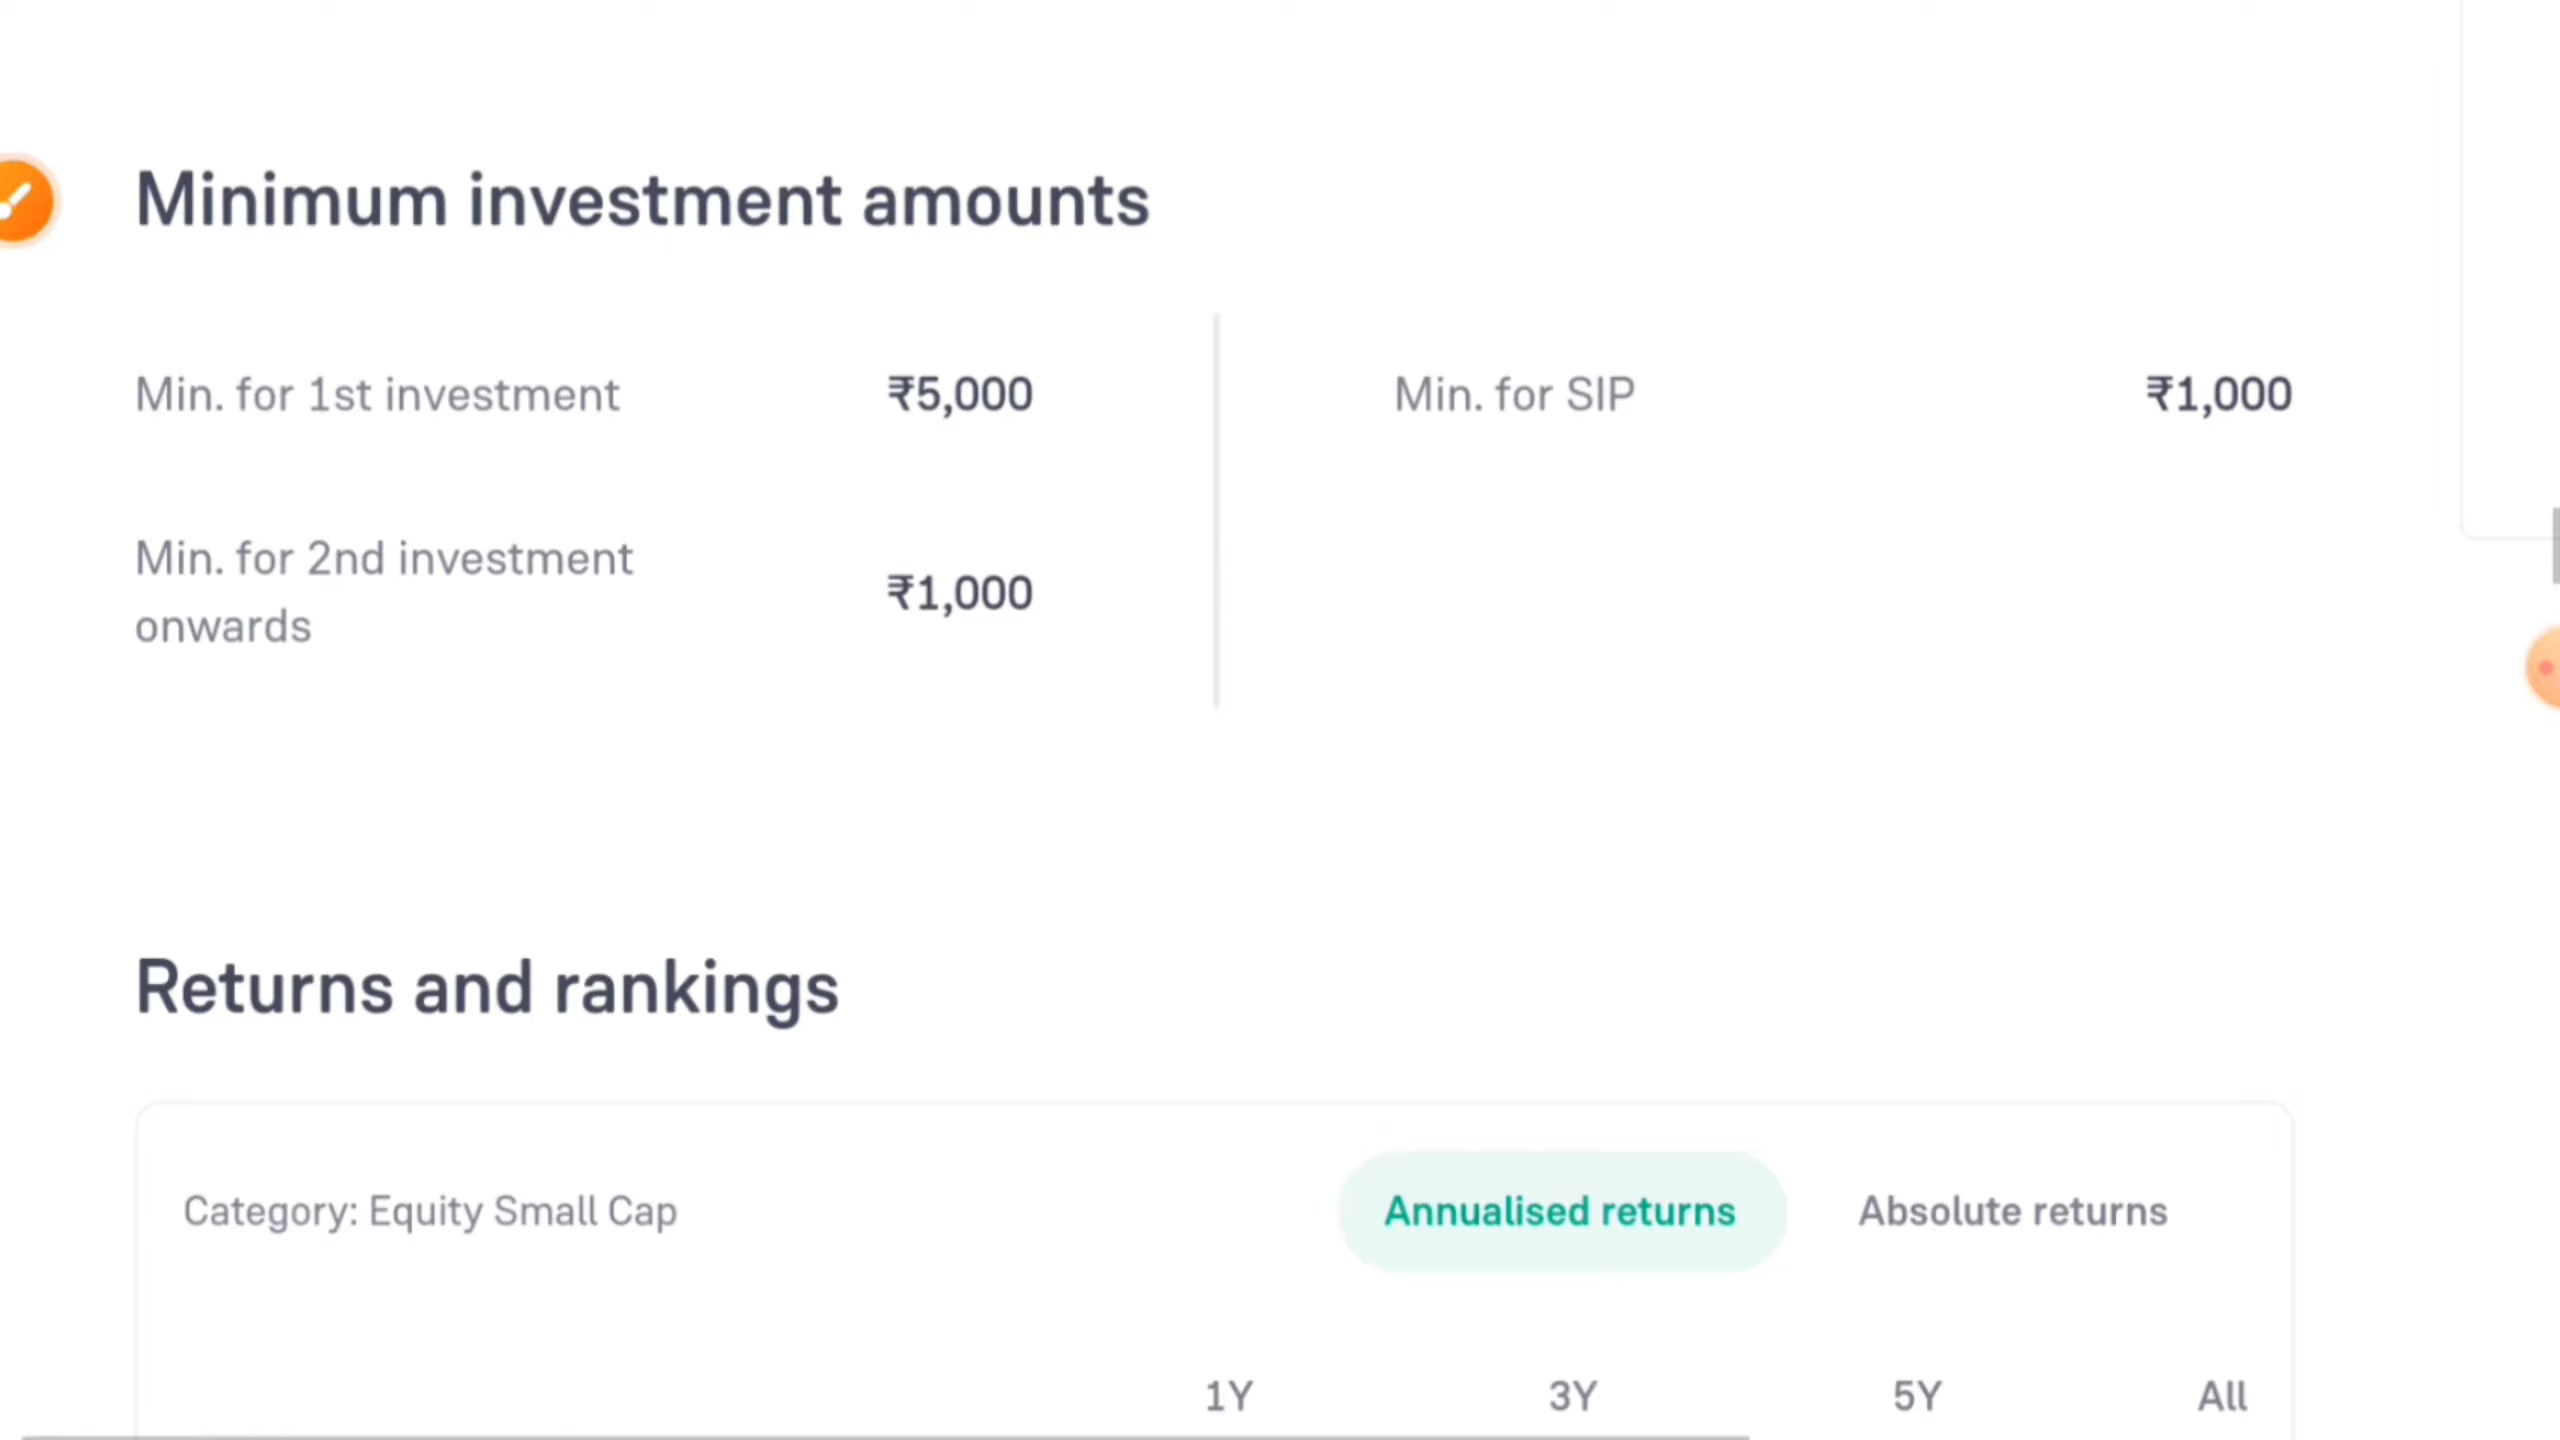 Minimum investment amounts
Min. for 1st investment ₹5,000 Min. for SIP ₹1,000
Min. for 2nd investment
onwards ₹1,000
Returns and rankings
Category: Equity Small Cap Annualised returns Absolute returns
1Y 3Y 5Y All